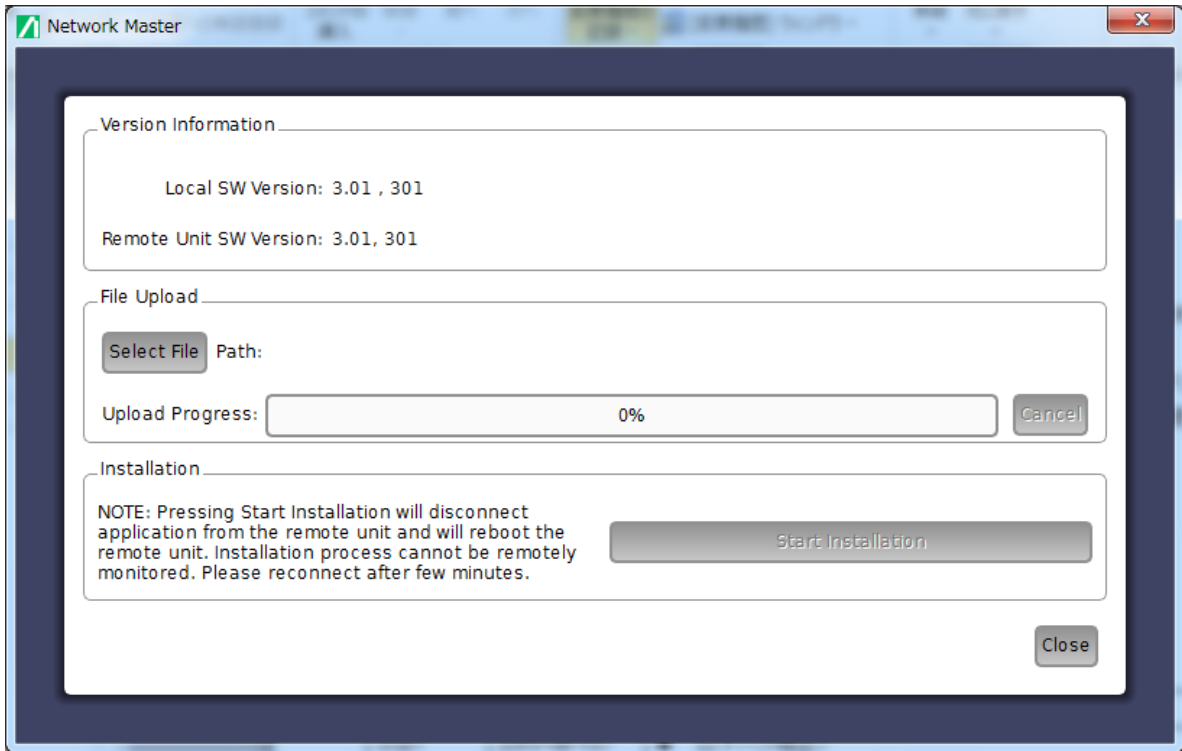 Network Master
Version Information
Local SW Version: 3.01 , 301
Remote Unit SW Version: 3.01, 301
File Upload
Select File Path:
Upload Progress: 0% Cancel
Installation
NOTE: Pressing Start Installation will disconnect
application from the remote unit and will reboot the
remote unit. Installation process cannot be remotely
monitored. Please reconnect after few minutes.
Start Installation
Close